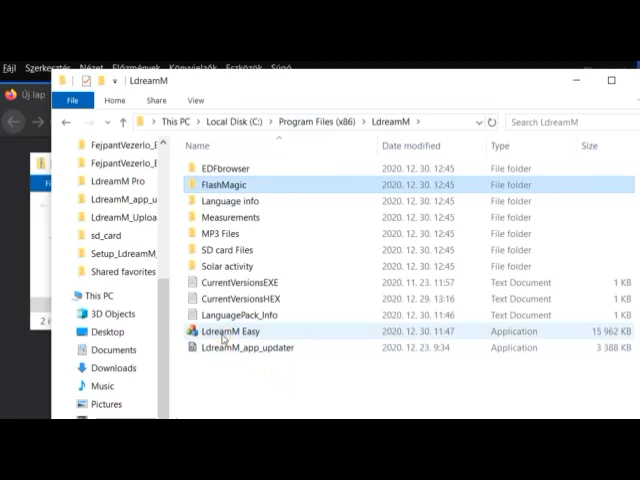 Fájl Szerkesztés Nézet Előzmények Könyvjelzők Eszközök Súgó
LdreamM
Új lap
File Home Share View
This PC > Local Disk (C:) > Program Files (x86) > LdreamM >
Search LdreamM
Name Date modified Type Size
FejpantVezerlo_E
FejpantVezerlo_E
LdreamM Pro
LdreamM_app_u
LdreamM_Uploa
sd_card
Setup_LdreamM_
Shared favorites
This PC
3D Objects
Desktop
Documents
Downloads
Music
Pictures
EDFbrowser 2020. 12. 30. 12:45 File folder
FlashMagic 2020. 12. 30. 12:45 File folder
Language info 2020. 12. 30. 12:45 File folder
Measurements 2020. 12. 30. 12:45 File folder
MP3 Files 2020. 12. 30. 12:45 File folder
SD card Files 2020. 12. 30. 12:45 File folder
Solar activity 2020. 12. 30. 12:45 File folder
CurrentVersionsEXE 2020. 11. 23. 11:57 Text Document 1 KB
CurrentVersionsHEX 2020. 12. 29. 13:16 Text Document 1 KB
LanguagePack_Info 2020. 12. 30. 11:46 Text Document 1 KB
LdreamM Easy 2020. 12. 30. 11:47 Application 15 962 KB
LdreamM_app_updater 2020. 12. 23. 9:34 Application 3 388 KB